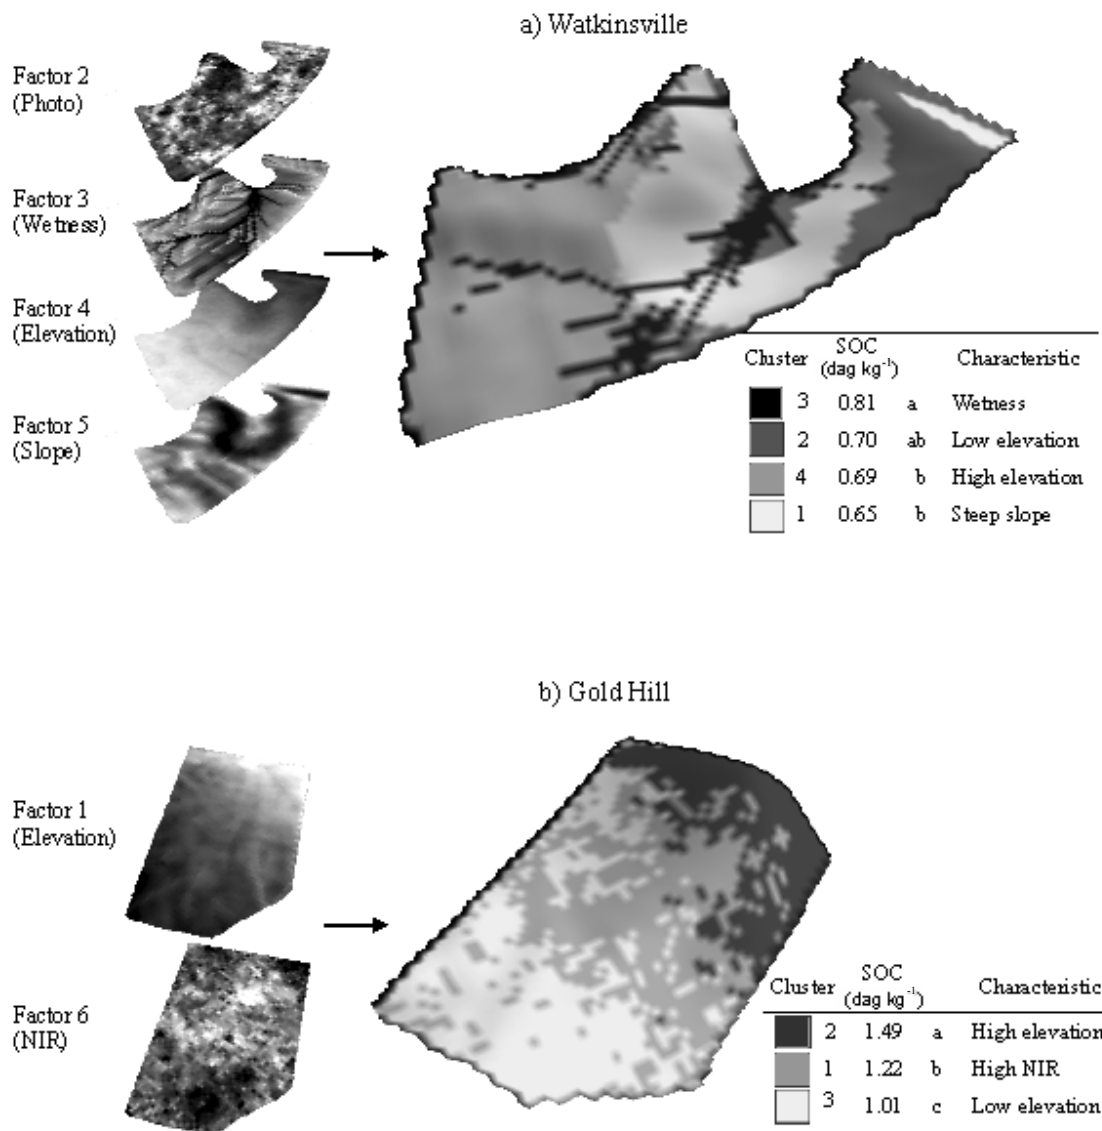 a) Watkinsville
Factor 2
(Photo)
Factor 3
(Wetness)
Factor 4
(Elevation)
Factor 5
(Slope)
Cluster SOC (dag kg⁻¹) Characteristic
3 0.81 a Wetness
2 0.70 ab Low elevation
4 0.69 b High elevation
1 0.65 b Steep slope
b) Gold Hill
Factor 1
(Elevation)
Factor 6
(NIR)
Cluster SOC (dag kg⁻¹) Characteristic
2 1.49 a High elevation
1 1.22 b High NIR
3 1.01 c Low elevation